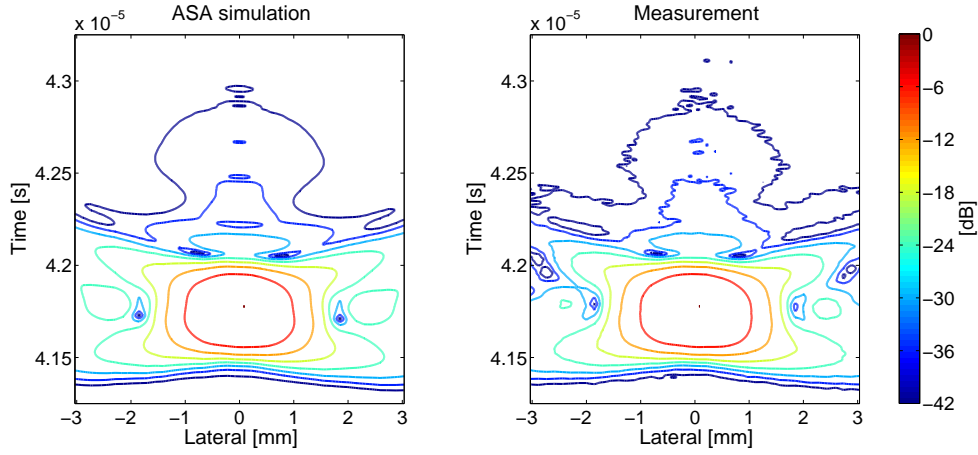 ASA simulation
x 10⁻⁵
4.3
4.25
4.2
4.15
Time [s]
−3 −2 −1 0 1 2 3
Lateral [mm]
Measurement
x 10⁻⁵
4.3
4.25
4.2
4.15
Time [s]
−3 −2 −1 0 1 2 3
Lateral [mm]
0
−6
−12
−18
−24
−30
−36
−42
[dB]